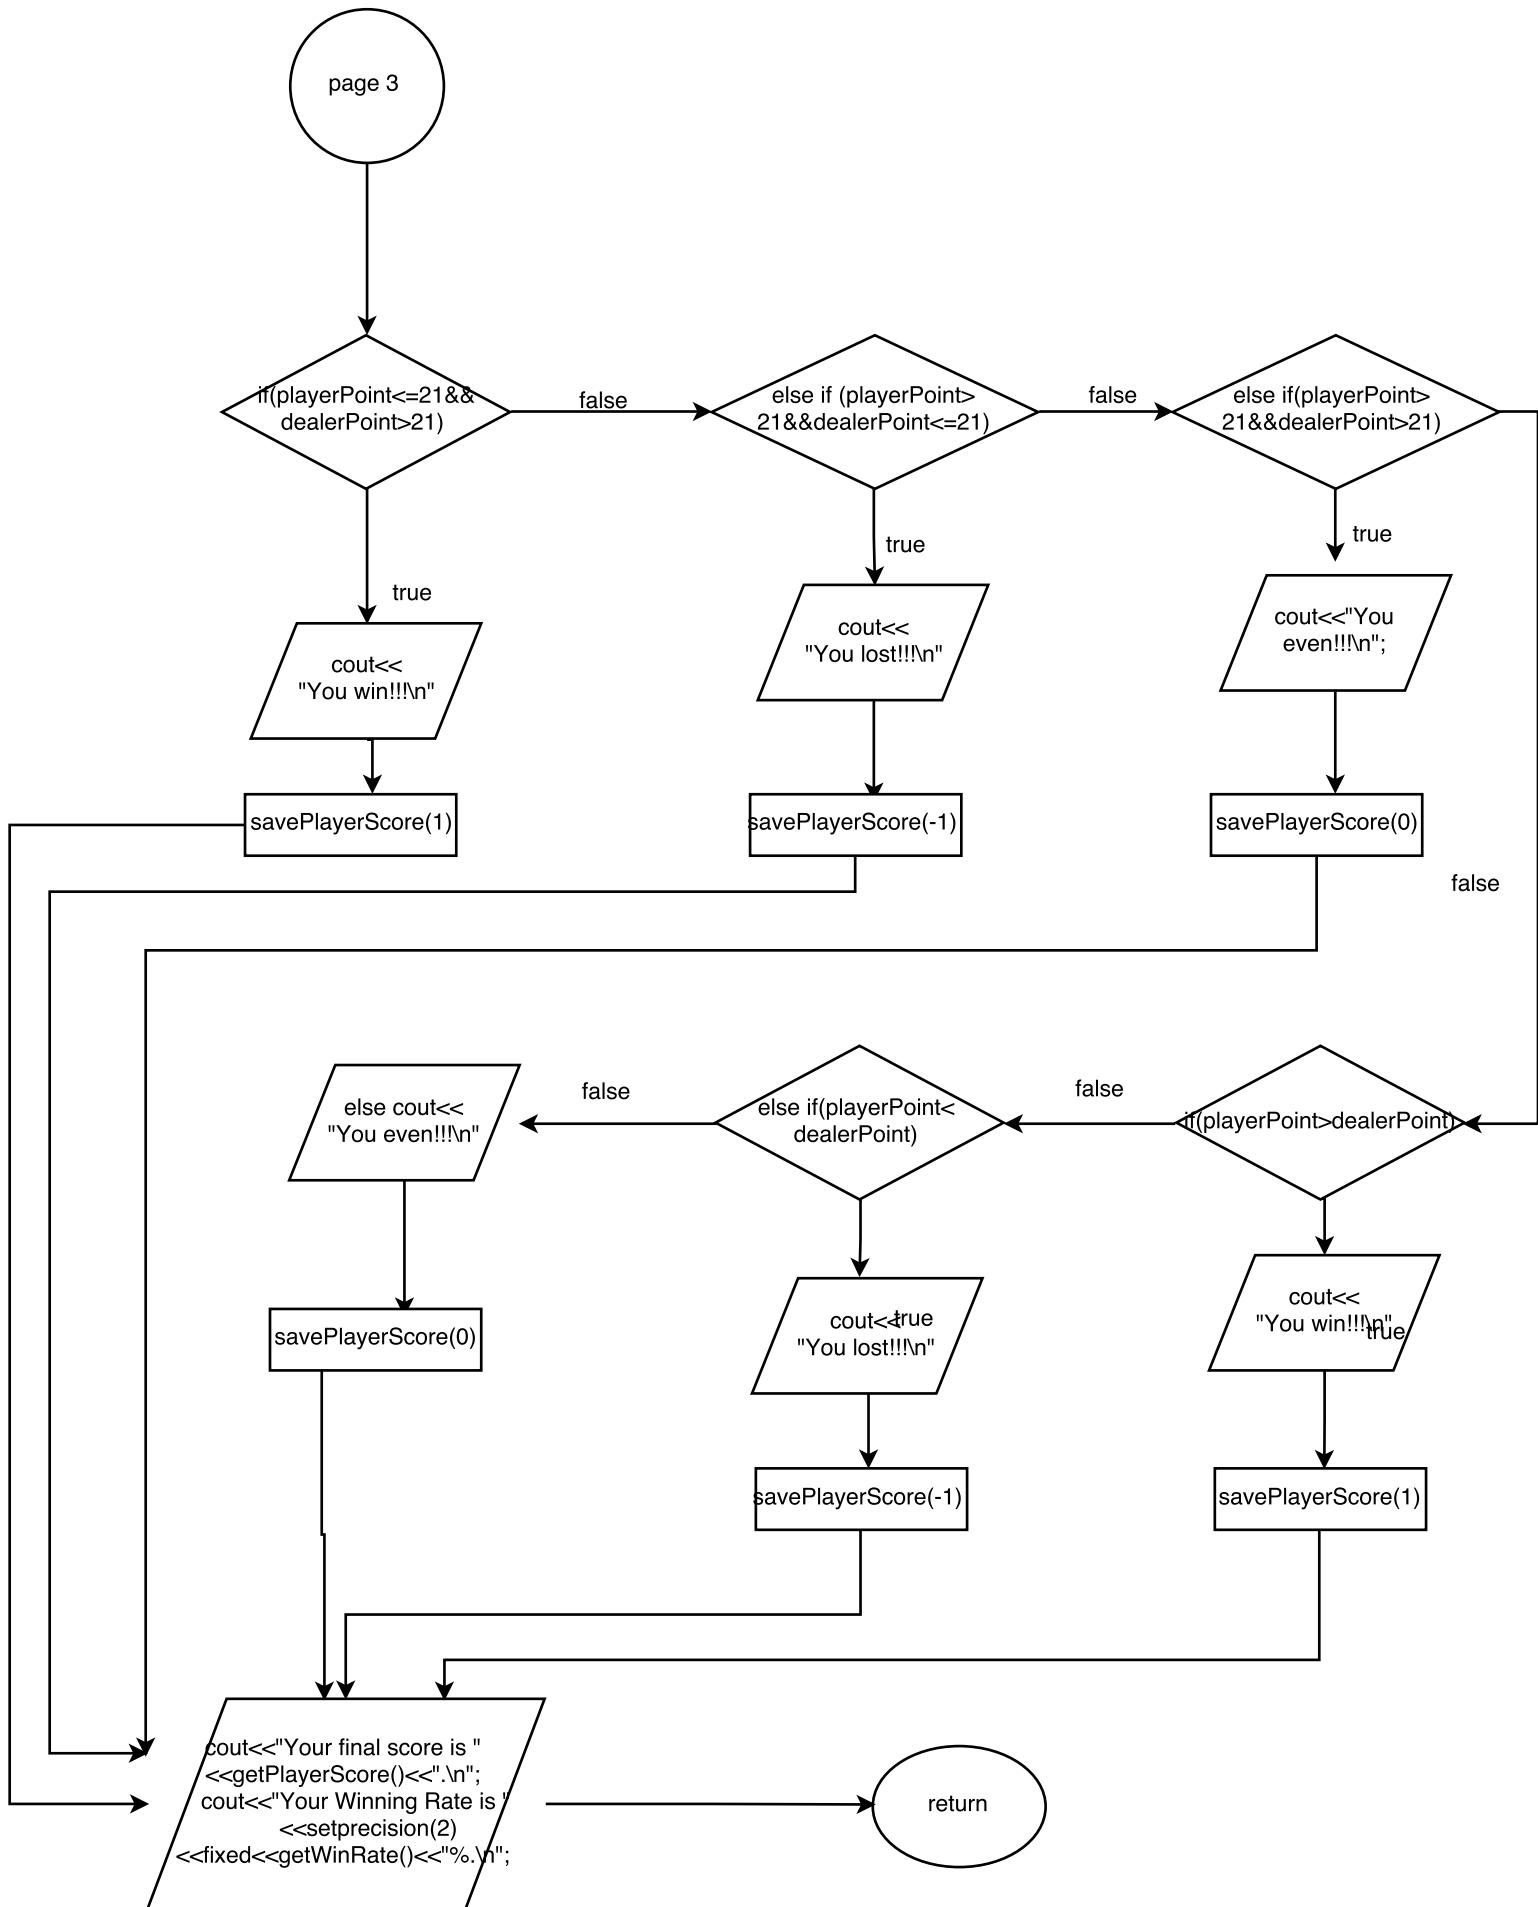 page 3
if(playerPoint<=21&&
dealerPoint>21)
false
else if (playerPoint>
21&&dealerPoint<=21)
false
else if(playerPoint>
21&&dealerPoint>21)
true
true
true
cout<<
"You win!!!\n"
cout<<
"You lost!!!\n"
cout<<"You
even!!!\n";
savePlayerScore(1)
savePlayerScore(-1)
savePlayerScore(0)
false
else cout<<
"You even!!!\n"
false
else if(playerPoint<
dealerPoint)
false
if(playerPoint>dealerPoint)
savePlayerScore(0)
cout<<
"You lost!!!\n"
true
cout<<
"You win!!!\n"
true
savePlayerScore(-1)
savePlayerScore(1)
cout<<"Your final score is "
<<getPlayerScore()<<".\n";
cout<<"Your Winning Rate is "
<<setprecision(2)
<<fixed<<getWinRate()<<"%.\n";
return